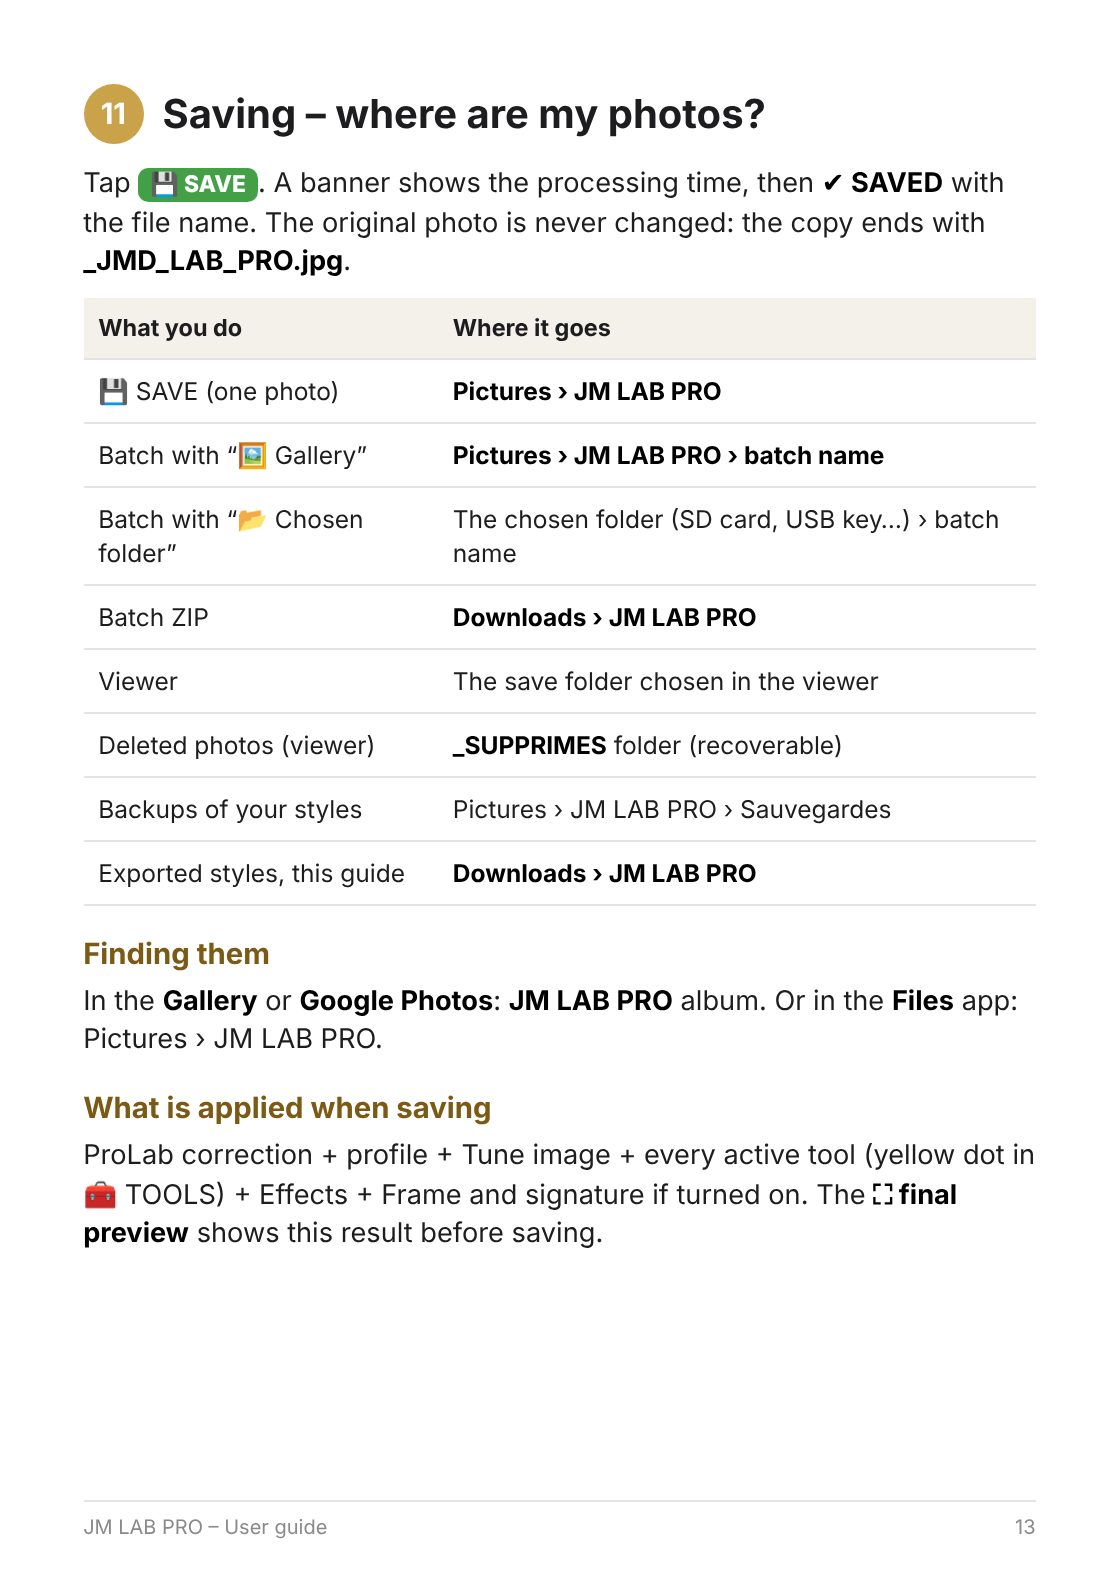 11 Saving – where are my photos?
Tap 💾 SAVE. A banner shows the processing time, then ✔ SAVED with
the file name. The original photo is never changed: the copy ends with
_JMD_LAB_PRO.jpg.
What you do Where it goes
💾 SAVE (one photo) Pictures › JM LAB PRO
Batch with “🖼️ Gallery” Pictures › JM LAB PRO › batch name
Batch with “📂 Chosen
folder”
The chosen folder (SD card, USB key…) › batch
name
Batch ZIP Downloads › JM LAB PRO
Viewer The save folder chosen in the viewer
Deleted photos (viewer) _SUPPRIMES folder (recoverable)
Backups of your styles Pictures › JM LAB PRO › Sauvegardes
Exported styles, this guide Downloads › JM LAB PRO
Finding them
In the Gallery or Google Photos: JM LAB PRO album. Or in the Files app:
Pictures › JM LAB PRO.
What is applied when saving
ProLab correction + profile + Tune image + every active tool (yellow dot in
🧰 TOOLS) + Effects + Frame and signature if turned on. The ⛶ final
preview shows this result before saving.
JM LAB PRO – User guide 13